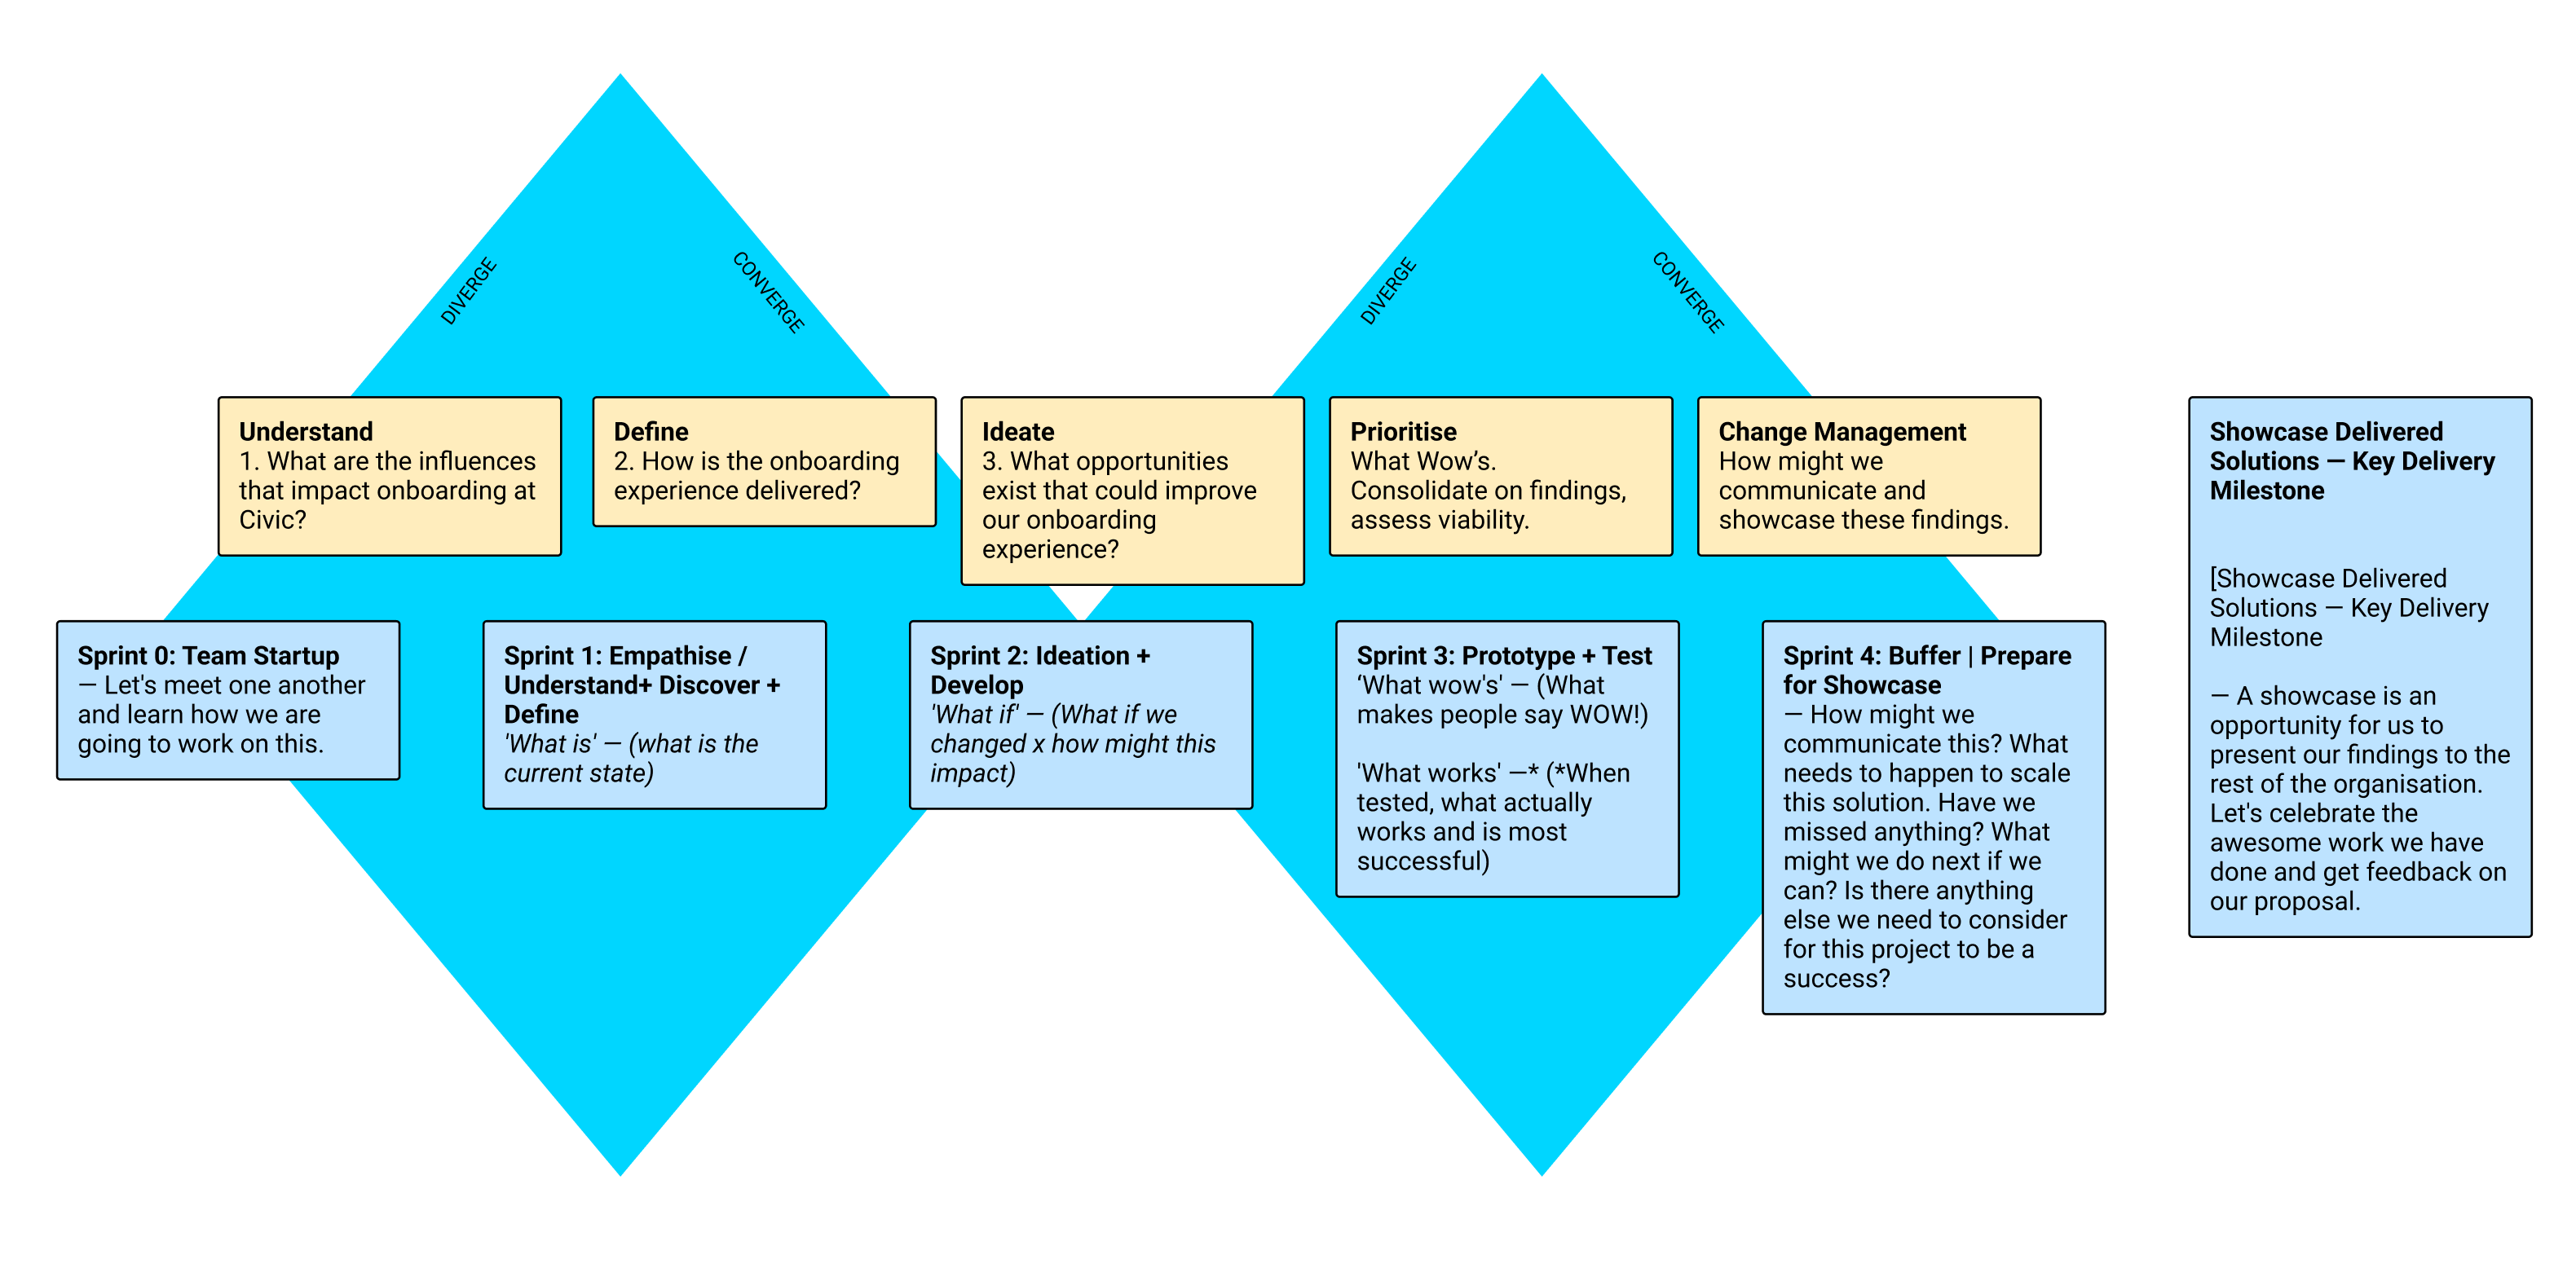 DIVERGE
CONVERGE
DIVERGE
CONVERGE
Understand
1. What are the influences
that impact onboarding at
Civic?
Define
2. How is the onboarding
experience delivered?
Ideate
3. What opportunities
exist that could improve
our onboarding
experience?
Prioritise
What Wow’s.
Consolidate on findings,
assess viability.
Change Management
How might we
communicate and
showcase these findings.
Showcase Delivered
Solutions — Key Delivery
Milestone
[Showcase Delivered
Solutions — Key Delivery
Milestone
— A showcase is an
opportunity for us to
present our findings to the
rest of the organisation.
Let's celebrate the
awesome work we have
done and get feedback on
our proposal.
Sprint 0: Team Startup
— Let's meet one another
and learn how we are
going to work on this.
Sprint 1: Empathise /
Understand+ Discover +
Define
'What is' — (what is the
current state)
Sprint 2: Ideation +
Develop
'What if' — (What if we
changed x how might this
impact)
Sprint 3: Prototype + Test
‘What wow's' — (What
makes people say WOW!)
'What works' —* (*When
tested, what actually
works and is most
successful)
Sprint 4: Buffer | Prepare
for Showcase
— How might we
communicate this? What
needs to happen to scale
this solution. Have we
missed anything? What
might we do next if we
can? Is there anything
else we need to consider
for this project to be a
success?